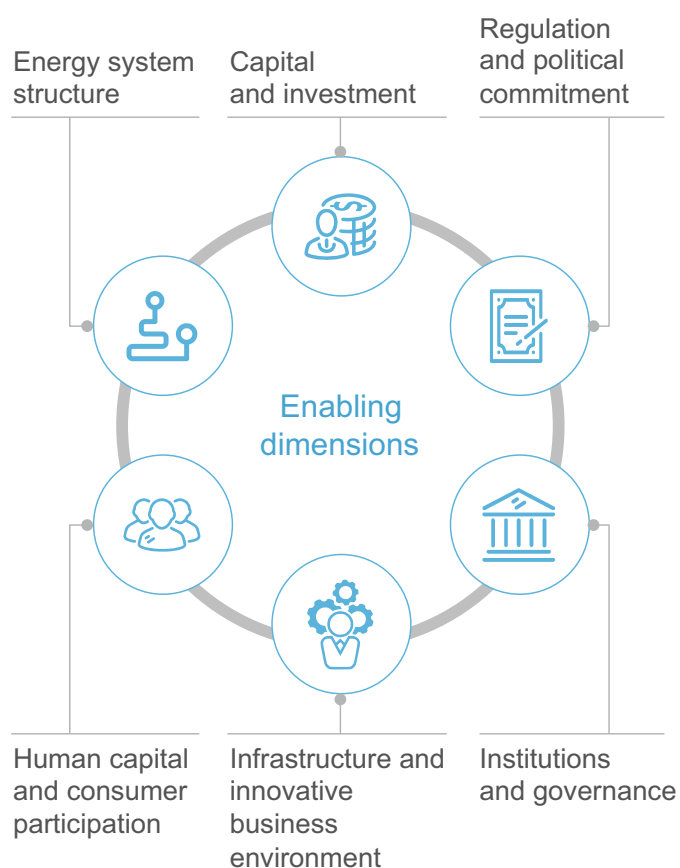 Energy system
structure
Capital
and investment
Regulation
and political
commitment
Enabling
dimensions
Human capital
and consumer
participation
Infrastructure and
innovative
business
environment
Institutions
and governance